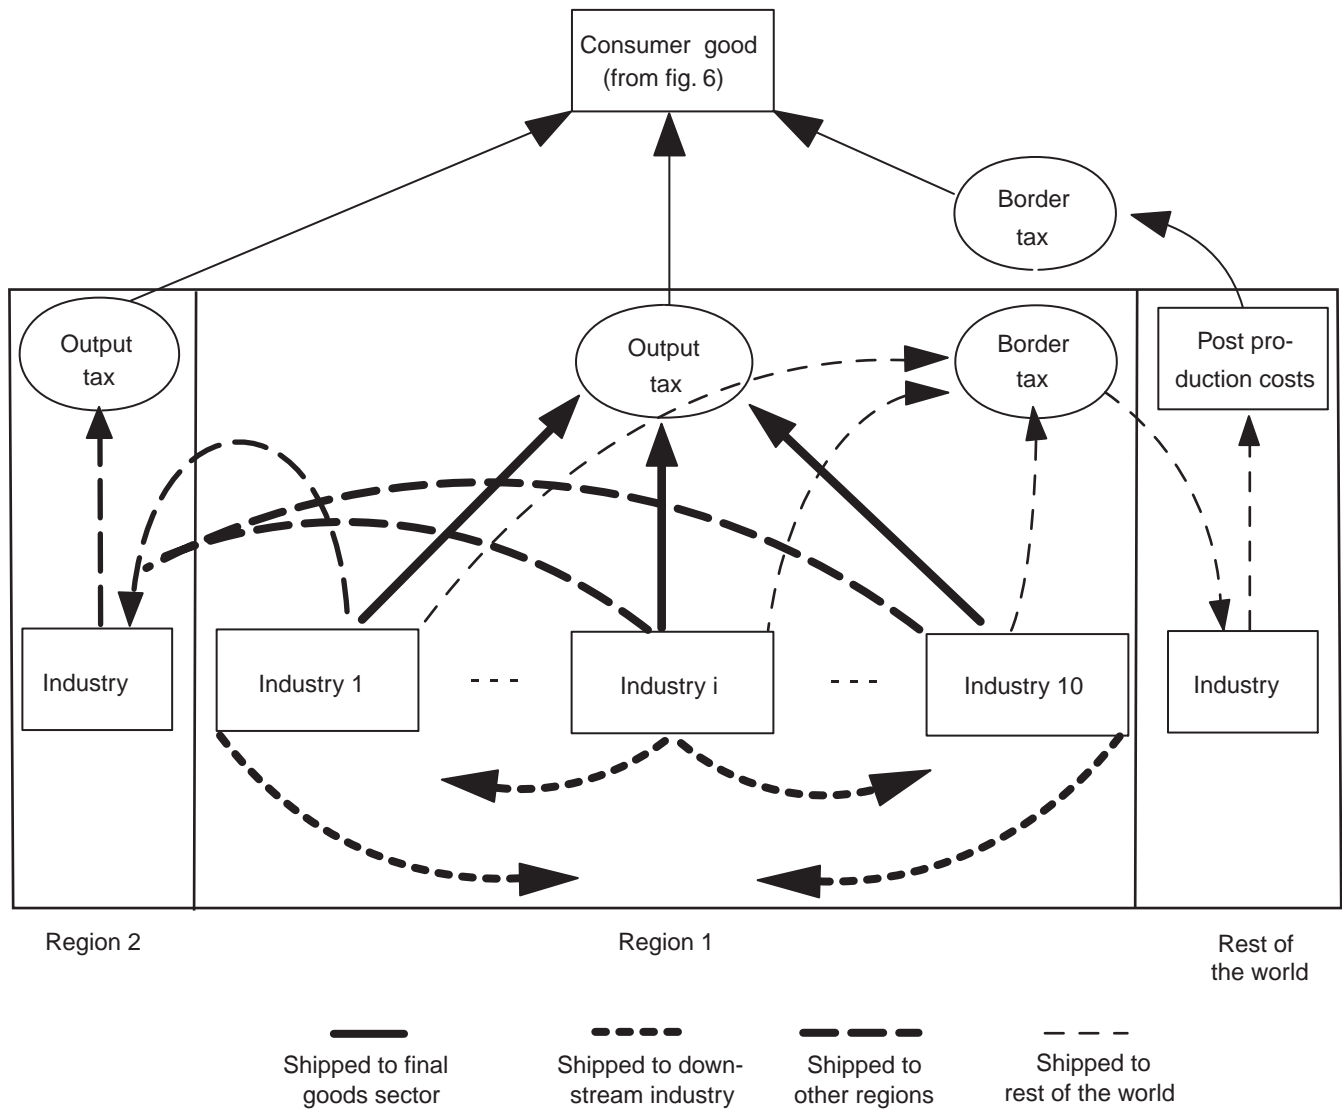 Consumer good
(from fig. 6)
Border
tax
Output
tax
Output
tax
Border
tax
Post pro-
duction costs
Industry
Industry 1
Industry i
Industry 10
Industry
Region 2
Region 1
Rest of
the world
Shipped to final
goods sector
Shipped to down-
stream industry
Shipped to
other regions
Shipped to
rest of the world